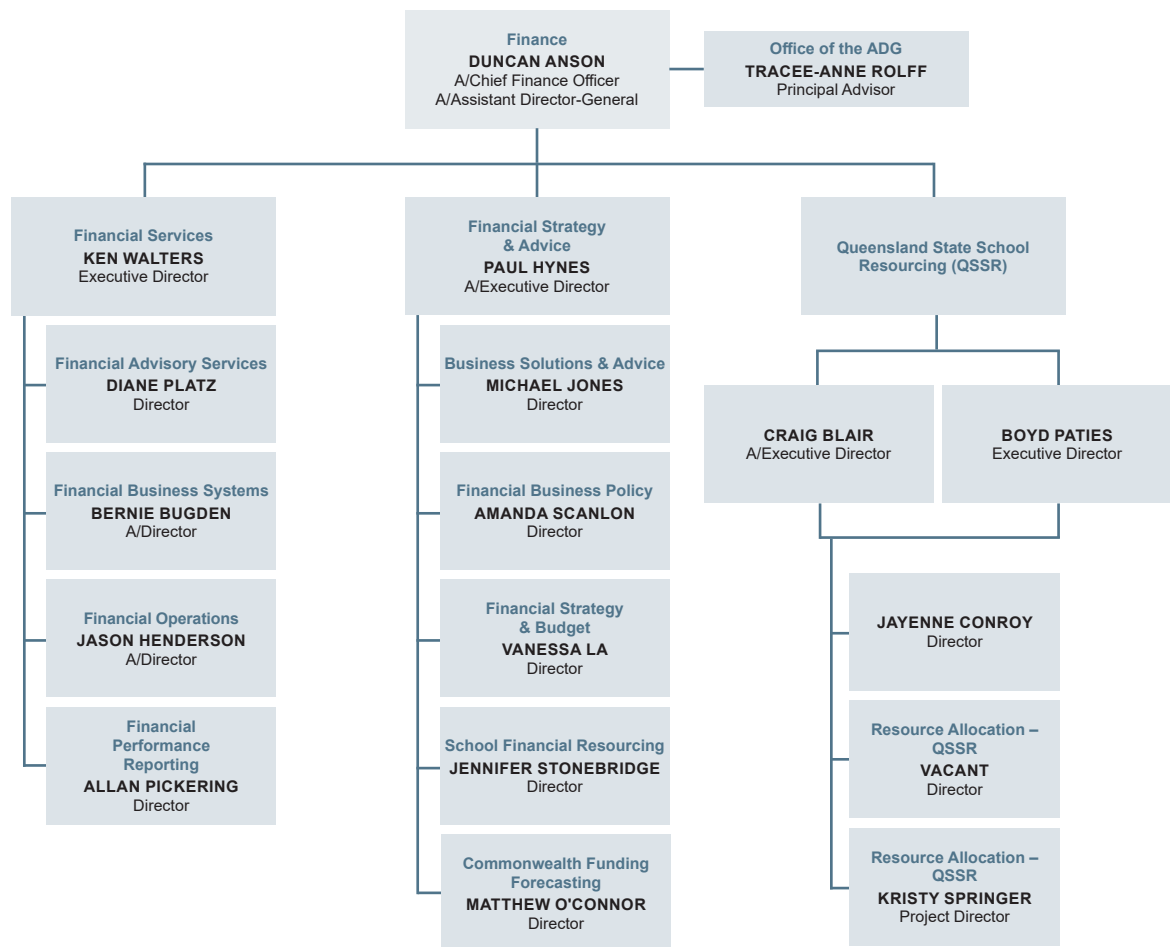 Finance
DUNCAN ANSON
A/Chief Finance Officer
A/Assistant Director-General
Office of the ADG
TRACEE-ANNE ROLFF
Principal Advisor
Financial Services
KEN WALTERS
Executive Director
Financial Advisory Services
DIANE PLATZ
Director
Financial Business Systems
BERNIE BUGDEN
A/Director
Financial Operations
JASON HENDERSON
A/Director
Financial
Performance
Reporting
ALLAN PICKERING
Director
Financial Strategy
& Advice
PAUL HYNES
A/Executive Director
Business Solutions & Advice
MICHAEL JONES
Director
Financial Business Policy
AMANDA SCANLON
Director
Financial Strategy
& Budget
VANESSA LA
Director
School Financial Resourcing
JENNIFER STONEBRIDGE
Director
Commonwealth Funding
Forecasting
MATTHEW O'CONNOR
Director
Queensland State School
Resourcing (QSSR)
CRAIG BLAIR
A/Executive Director
BOYD PATIES
Executive Director
JAYENNE CONROY
Director
Resource Allocation –
QSSR
VACANT
Director
Resource Allocation –
QSSR
KRISTY SPRINGER
Project Director